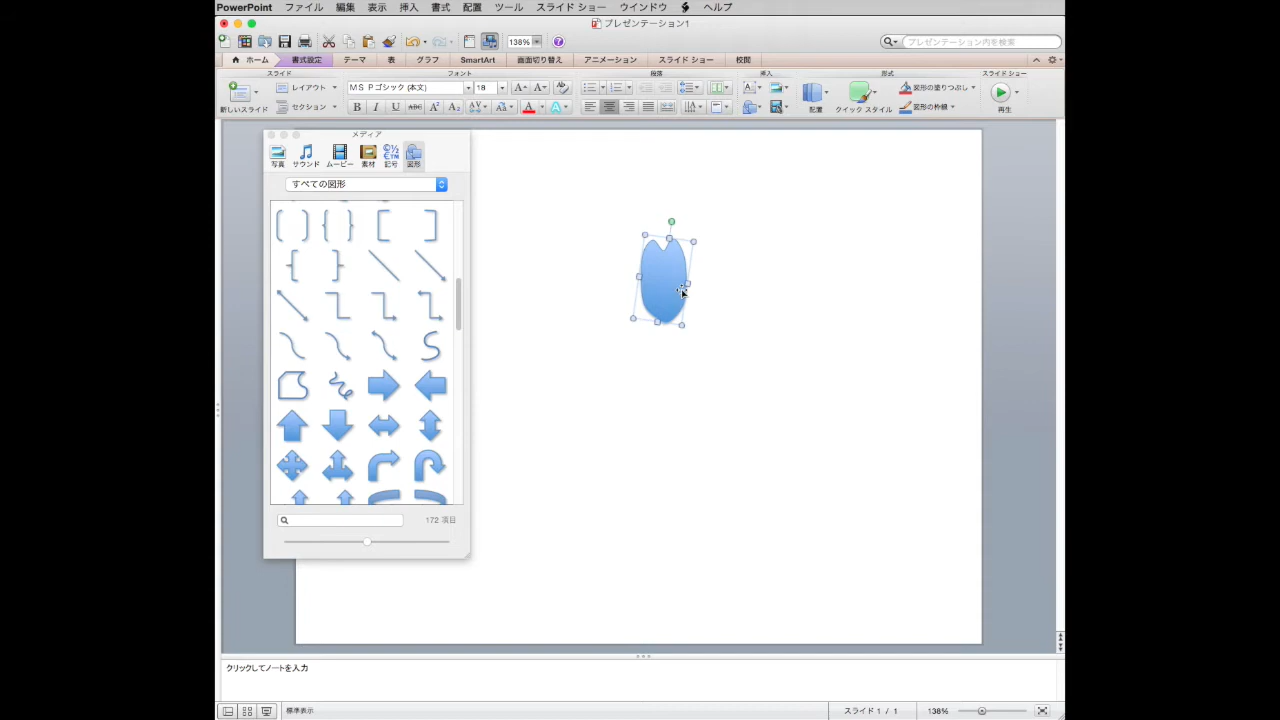 PowerPoint ファイル 編集 表示 挿入 書式 配置 ツール スライド ショー ウインドウ ヘルプ
プレゼンテーション1
138%
プレゼンテーション内を検索
ホーム 書式設定 テーマ 表 グラフ SmartArt 画面切り替え アニメーション スライド ショー 校閲
スライド フォント 段落 挿入 形式 スライド ショー
レイアウト MS Pゴシック (本文) 18 図形の塗りつぶし
新しいスライド セクション B I U ABC A² A₂ AV Aa A A 配置 クイック スタイル 図形の枠線 再生
メディア
写真 サウンド ムービー 素材 記号 図形
すべての図形
172 項目
クリックしてノートを入力
標準表示 スライド 1 / 1 138%